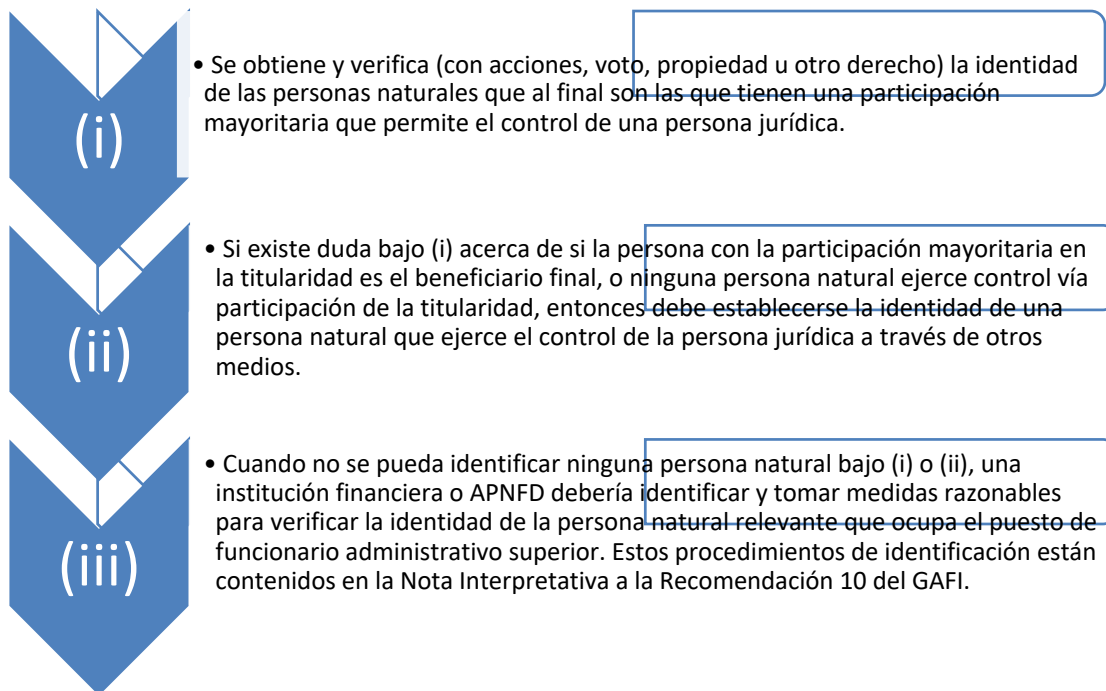 (i)
• Se obtiene y verifica (con acciones, voto, propiedad u otro derecho) la identidad
de las personas naturales que al final son las que tienen una participación
mayoritaria que permite el control de una persona jurídica.
(ii)
• Si existe duda bajo (i) acerca de si la persona con la participación mayoritaria en
la titularidad es el beneficiario final, o ninguna persona natural ejerce control vía
participación de la titularidad, entonces debe establecerse la identidad de una
persona natural que ejerce el control de la persona jurídica a través de otros
medios.
(iii)
• Cuando no se pueda identificar ninguna persona natural bajo (i) o (ii), una
institución financiera o APNFD debería identificar y tomar medidas razonables
para verificar la identidad de la persona natural relevante que ocupa el puesto de
funcionario administrativo superior. Estos procedimientos de identificación están
contenidos en la Nota Interpretativa a la Recomendación 10 del GAFI.